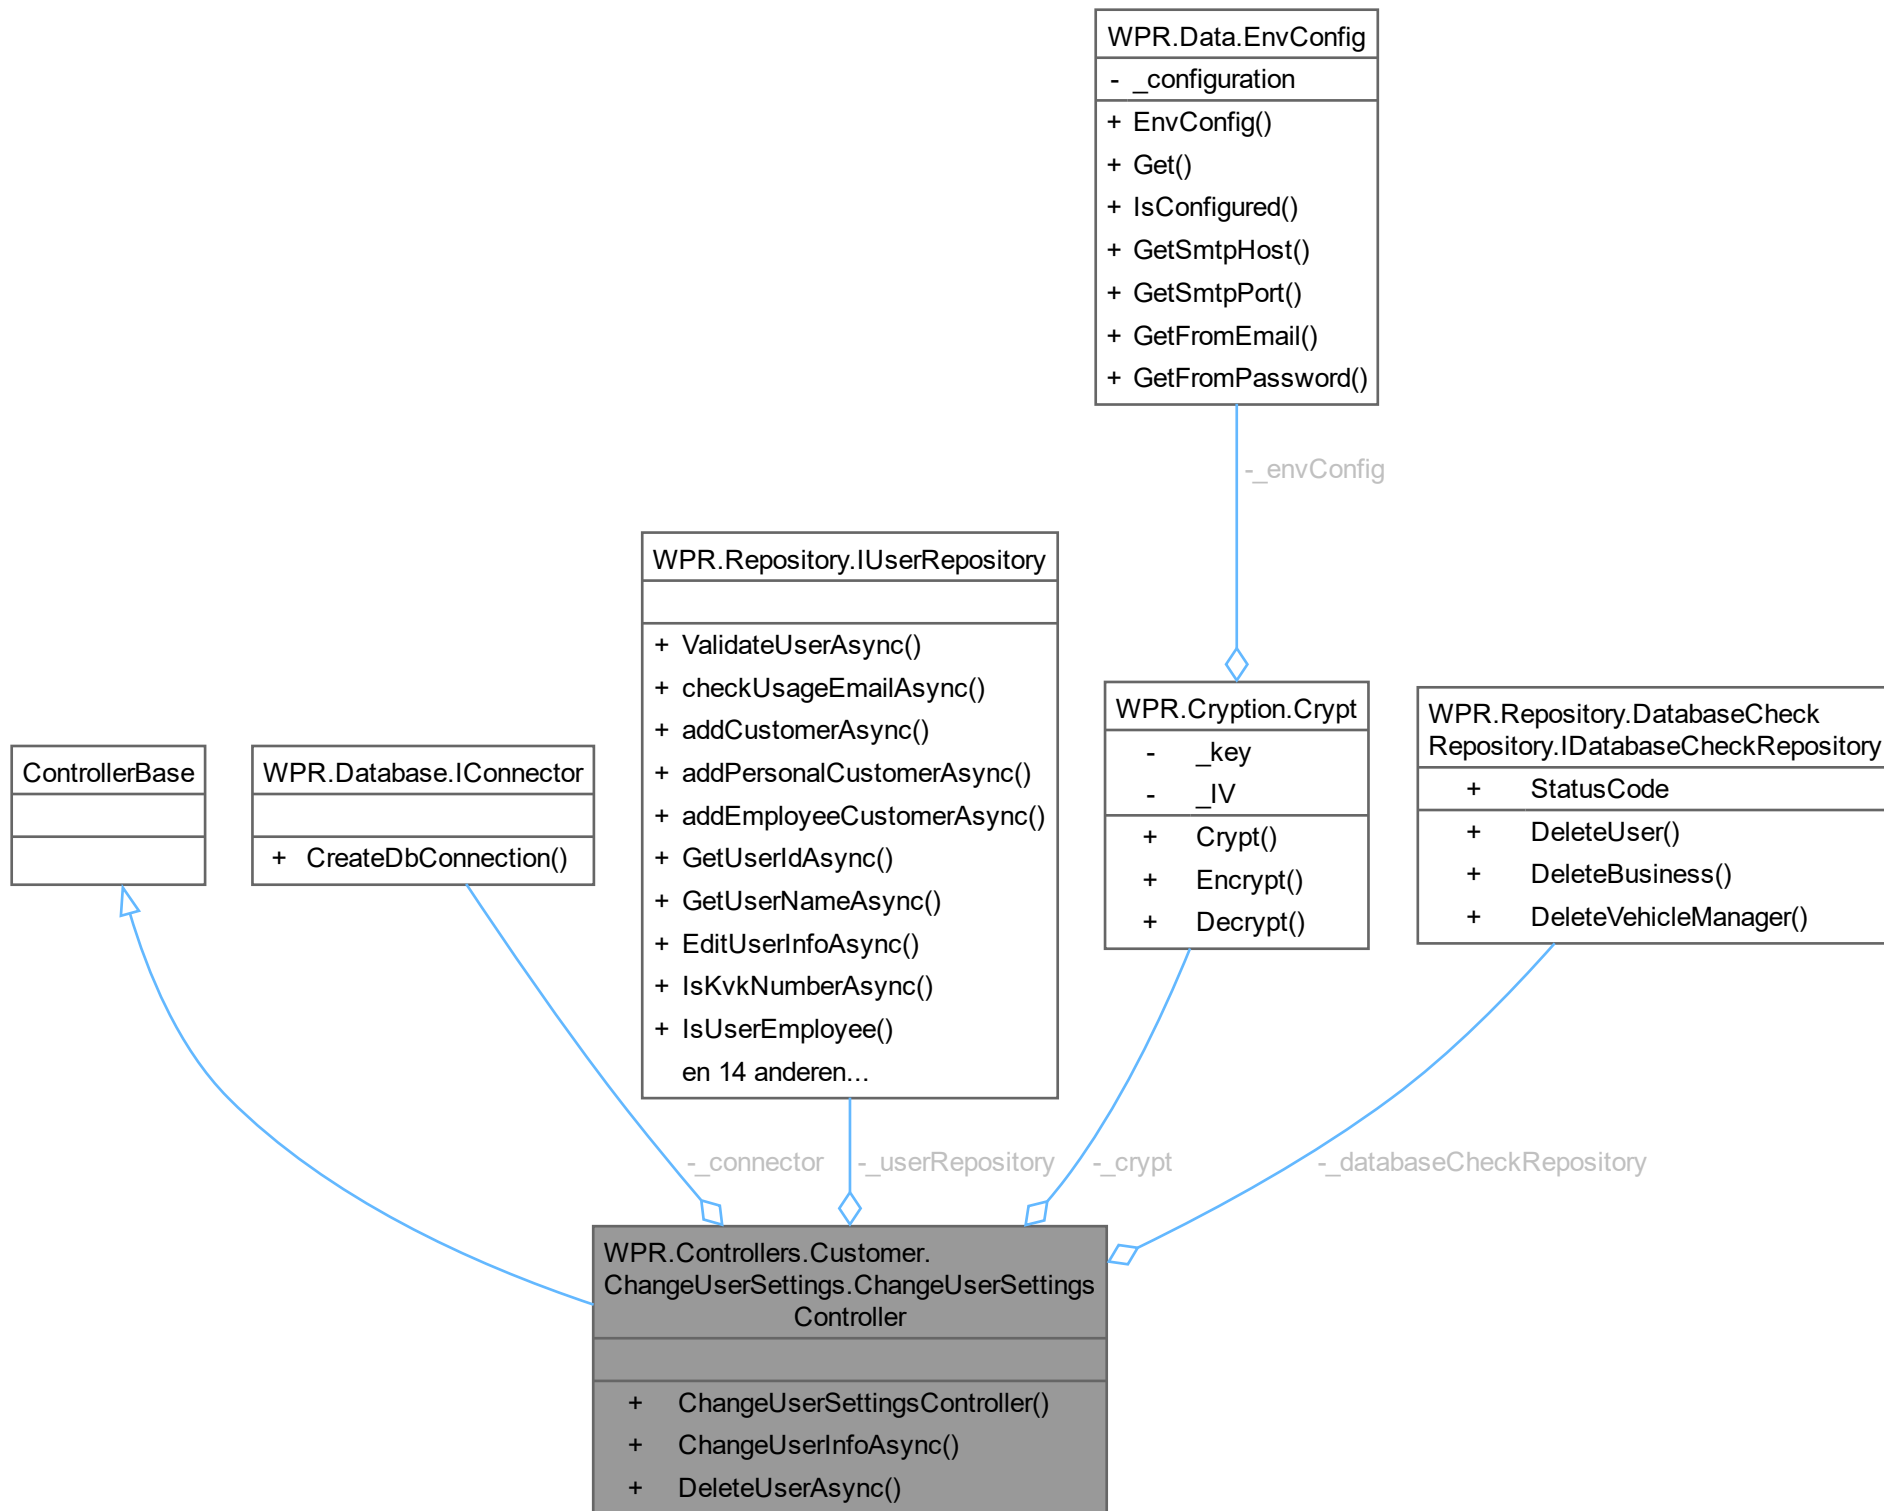 WPR.Data.EnvConfig
- _configuration
+ EnvConfig()
+ Get()
+ IsConfigured()
+ GetSmtpHost()
+ GetSmtpPort()
+ GetFromEmail()
+ GetFromPassword()
-_envConfig
WPR.Repository.IUserRepository
+ ValidateUserAsync()
+ checkUsageEmailAsync()
+ addCustomerAsync()
+ addPersonalCustomerAsync()
+ addEmployeeCustomerAsync()
+ GetUserIdAsync()
+ GetUserNameAsync()
+ EditUserInfoAsync()
+ IsKvkNumberAsync()
+ IsUserEmployee()
en 14 anderen...
WPR.Cryption.Crypt
- _key
- _IV
+ Crypt()
+ Encrypt()
+ Decrypt()
WPR.Repository.DatabaseCheck
Repository.IDatabaseCheckRepository
+ StatusCode
+ DeleteUser()
+ DeleteBusiness()
+ DeleteVehicleManager()
ControllerBase
WPR.Database.IConnector
+ CreateDbConnection()
-_connector
-_userRepository
-_crypt
-_databaseCheckRepository
WPR.Controllers.Customer.
ChangeUserSettings.ChangeUserSettings
Controller
+ ChangeUserSettingsController()
+ ChangeUserInfoAsync()
+ DeleteUserAsync()